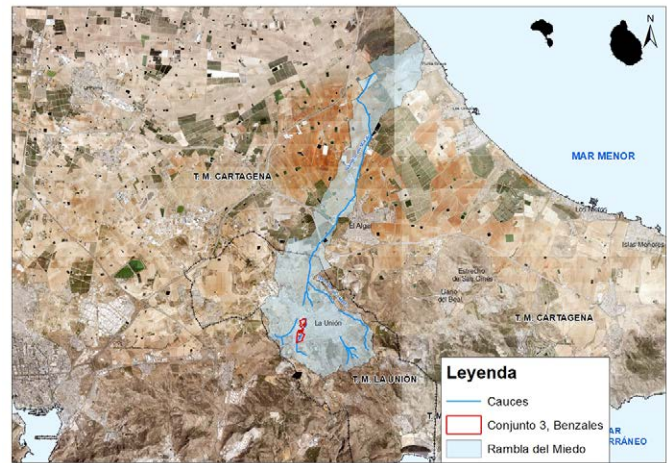 N
MAR MENOR
T. M. CARTAGENA
El Algar
Los Nietos
Islas Menores
Estrecho
de San Ginés
Llano
del Beal
T. M. CARTAGENA
La Unión
T. M. LA UNIÓN
T. M.
Leyenda
Cauces
Conjunto 3, Benzales
Rambla del Miedo
AR
RRÁNEO